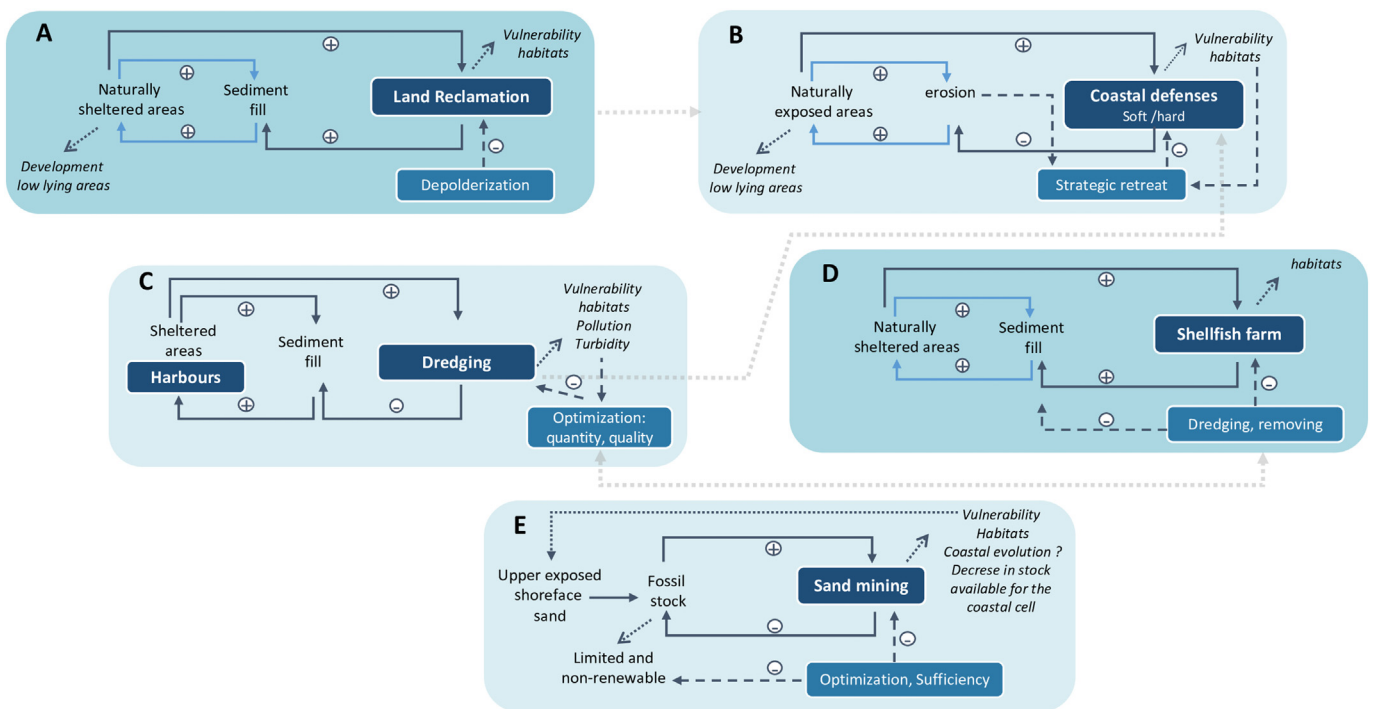 A
Vulnerability
habitats
+
+
Naturally
sheltered areas
Sediment
fill
Land Reclamation
+
+
-
Development
low lying areas
Depolderization
B
Vulnerability
habitats
+
+
Naturally
exposed areas
erosion
Coastal defenses
Soft /hard
+
-
-
Development
low lying areas
Strategic retreat
C
+
+
Vulnerability
habitats
Pollution
Turbidity
Sheltered
areas
Harbours
Sediment
fill
Dredging
+
-
-
Optimization:
quantity, quality
D
habitats
+
+
Naturally
sheltered areas
Sediment
fill
Shellfish farm
+
+
-
-
Dredging, removing
E
Vulnerability
Habitats
Coastal evolution ?
Decrese in stock
available for the
coastal cell
+
Upper exposed
shoreface
sand
Fossil
stock
Sand mining
-
-
Limited and
non-renewable
-
Optimization, Sufficiency